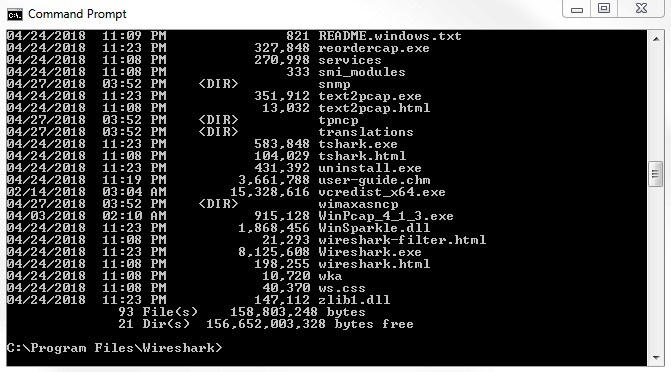 Command Prompt
04/24/2018  11:09 PM               821 README.windows.txt
04/24/2018  11:23 PM           327,848 reordercap.exe
04/24/2018  11:08 PM           270,998 services
04/24/2018  11:08 PM               333 smi_modules
04/27/2018  03:52 PM    <DIR>          snmp
04/24/2018  11:23 PM           351,912 text2pcap.exe
04/24/2018  11:08 PM            13,032 text2pcap.html
04/27/2018  03:52 PM    <DIR>          tpncp
04/27/2018  03:52 PM    <DIR>          translations
04/24/2018  11:23 PM           583,848 tshark.exe
04/24/2018  11:08 PM           104,029 tshark.html
04/24/2018  11:23 PM           431,392 uninstall.exe
04/24/2018  11:19 PM         3,661,788 user-guide.chm
02/14/2018  03:04 AM        15,328,616 vcredist_x64.exe
04/27/2018  03:52 PM    <DIR>          wimaxasncp
04/03/2018  02:10 AM           915,128 WinPcap_4_1_3.exe
04/24/2018  11:23 PM         1,868,456 WinSparkle.dll
04/24/2018  11:08 PM            21,293 wireshark-filter.html
04/24/2018  11:23 PM         8,125,608 Wireshark.exe
04/24/2018  11:08 PM           198,255 wireshark.html
04/24/2018  11:08 PM            10,720 wka
04/24/2018  11:08 PM            40,370 ws.css
04/24/2018  11:23 PM           147,112 zlib1.dll
93 File(s)    158,803,248 bytes
21 Dir(s)  156,652,003,328 bytes free
C:\Program Files\Wireshark>